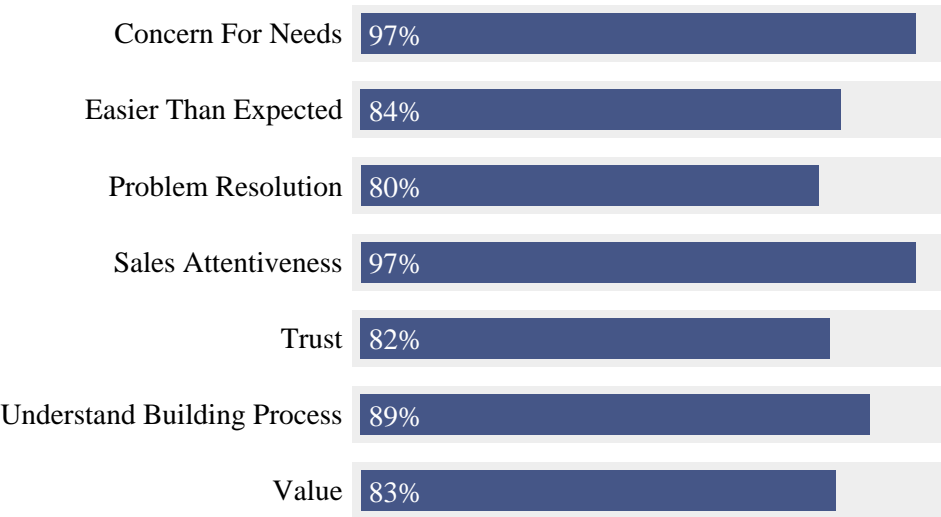 Concern For Needs 97%
Easier Than Expected 84%
Problem Resolution 80%
Sales Attentiveness 97%
Trust 82%
Understand Building Process 89%
Value 83%